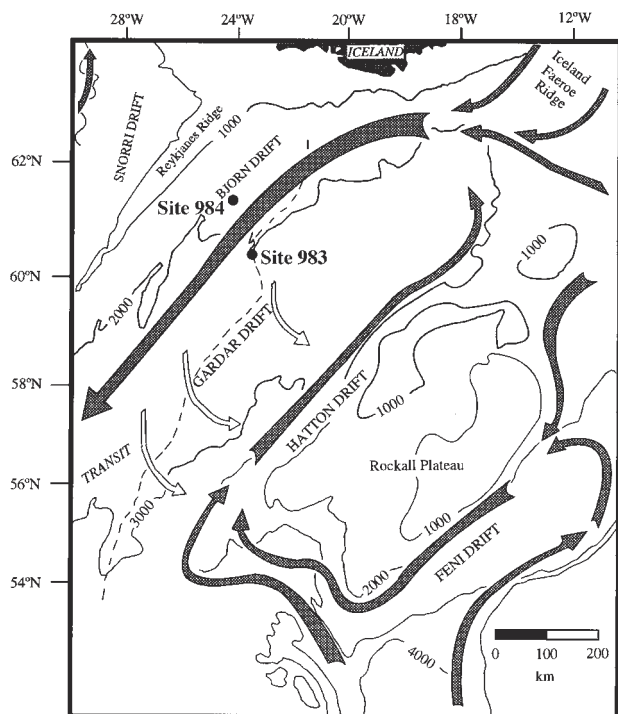 28°W 24°W 20°W 18°W 12°W
ICELAND
Iceland
Faeroe
Ridge
SNORRI DRIFT
Reykjanes Ridge
1000
62°N
BJORN DRIFT
Site 984
Site 983
1000
60°N
2000
GARDAR DRIFT
58°N
1000
HATTON DRIFT
TRANSIT
Rockall Plateau
56°N
3000
1000
2000
FENI DRIFT
54°N
4000
0 100 200
km